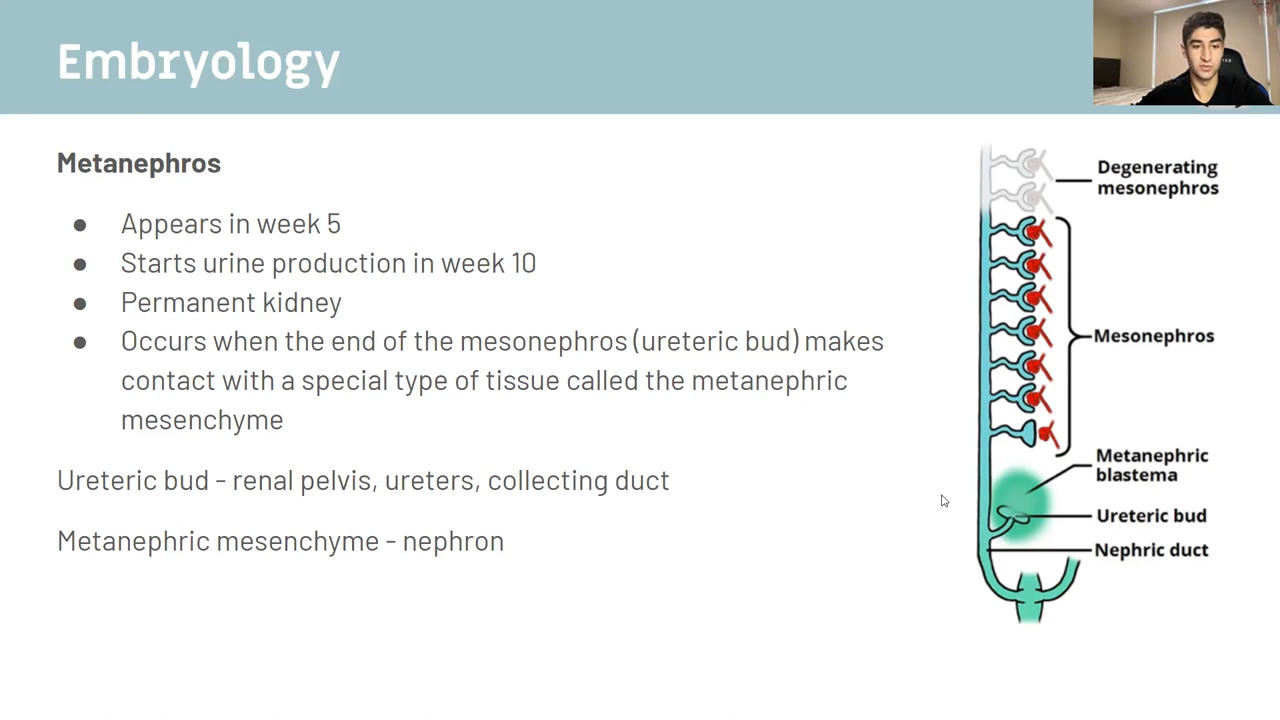 Embryology
Metanephros
● Appears in week 5
● Starts urine production in week 10
● Permanent kidney
● Occurs when the end of the mesonephros (ureteric bud) makes
contact with a special type of tissue called the metanephric
mesenchyme
Ureteric bud - renal pelvis, ureters, collecting duct
Metanephric mesenchyme - nephron
Degenerating
mesonephros
Mesonephros
Metanephric
blastema
Ureteric bud
Nephric duct